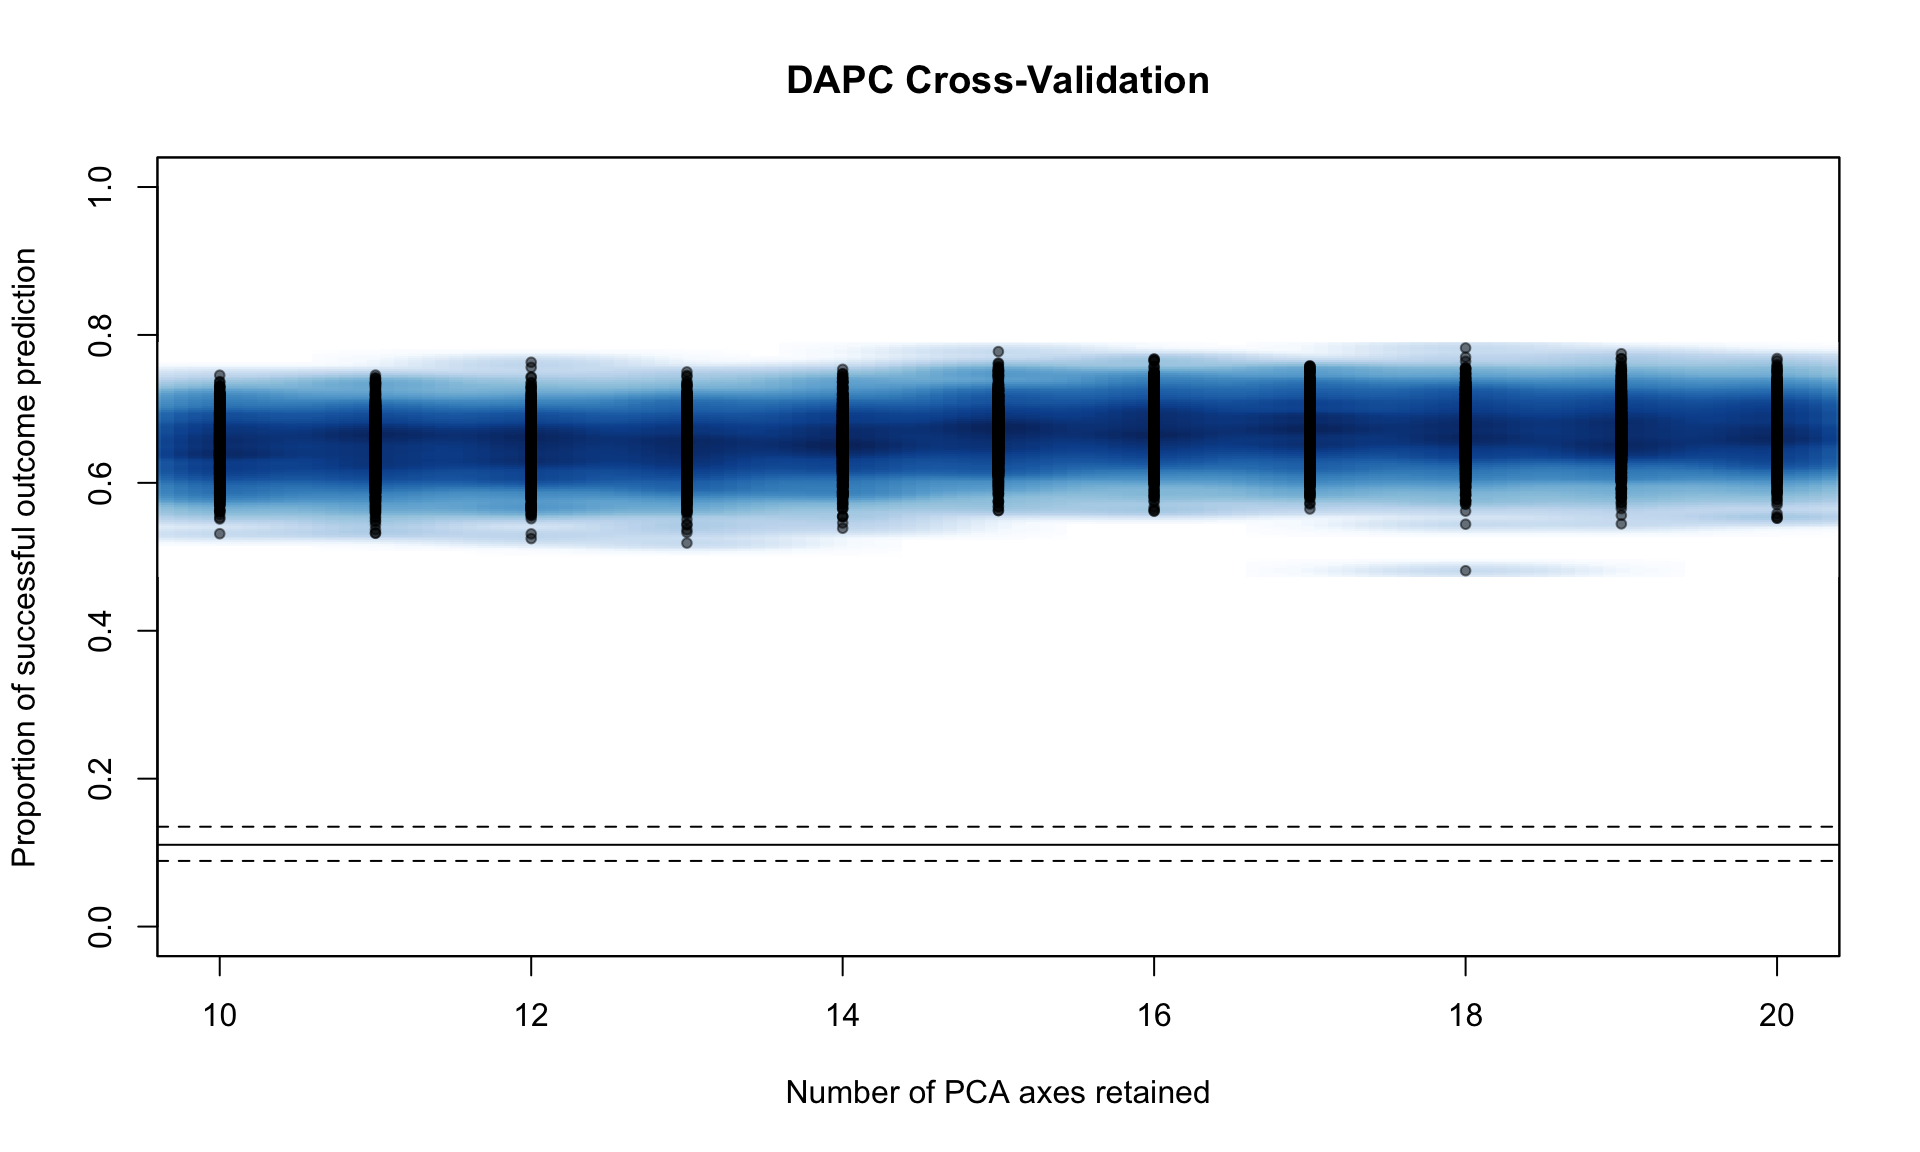 DAPC Cross-Validation
Proportion of successful outcome prediction
1.0
0.8
0.6
0.4
0.2
0.0
10 12 14 16 18 20
Number of PCA axes retained